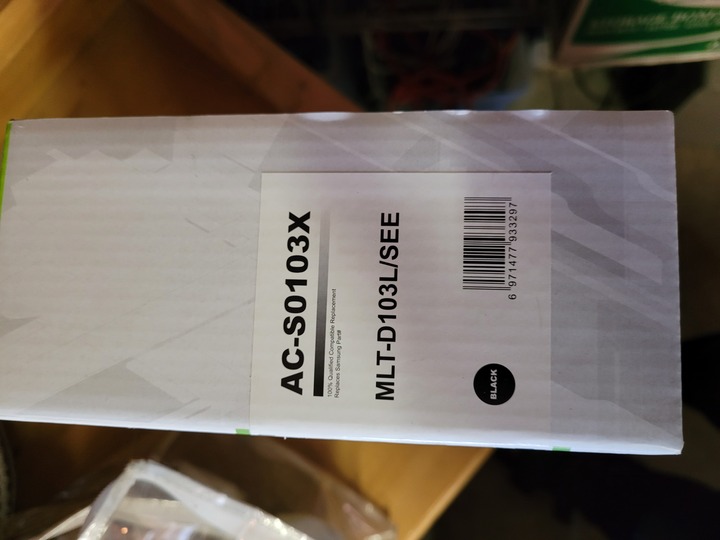 AC-S0103X
100% Qualified Compatible Replacement
Replaces Samsung Part#
MLT-D103L/SEE
BLACK
6 971477 933297